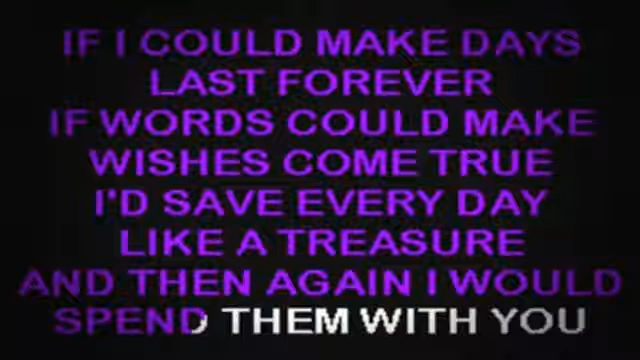 IF I COULD MAKE DAYS
LAST FOREVER
IF WORDS COULD MAKE
WISHES COME TRUE
I'D SAVE EVERY DAY
LIKE A TREASURE
AND THEN AGAIN I WOULD
SPEND THEM WITH YOU